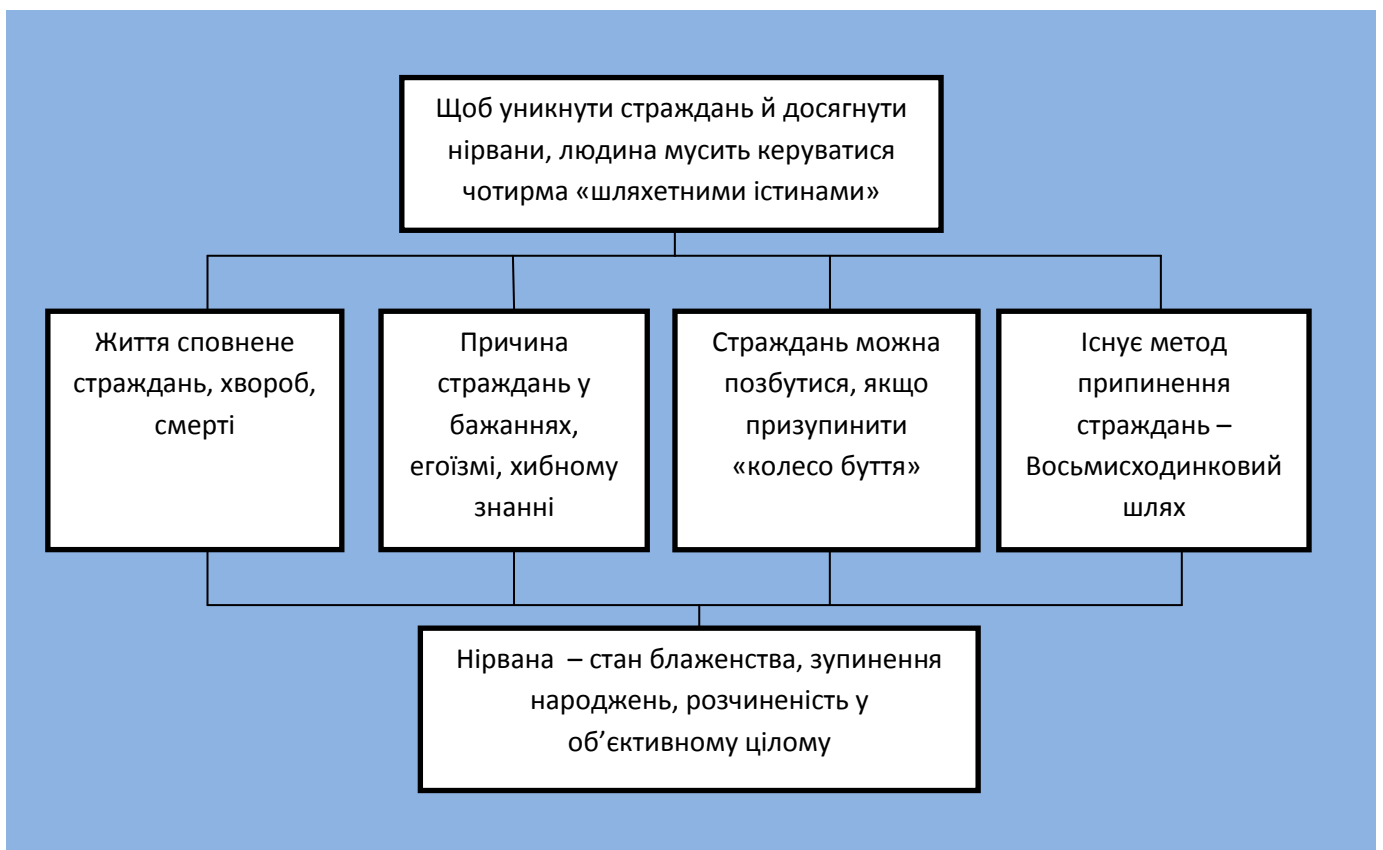 Щоб уникнути страждань й досягнути
нірвани, людина мусить керуватися
чотирма «шляхетними істинами»
Життя сповнене
страждань, хвороб,
смерті
Причина
страждань у
бажаннях,
егоїзмі, хибному
знанні
Страждань можна
позбутися, якщо
призупинити
«колесо буття»
Існує метод
припинення
страждань –
Восьмисходинковий
шлях
Нірвана – стан блаженства, зупинення
народжень, розчиненість у
об’єктивному цілому